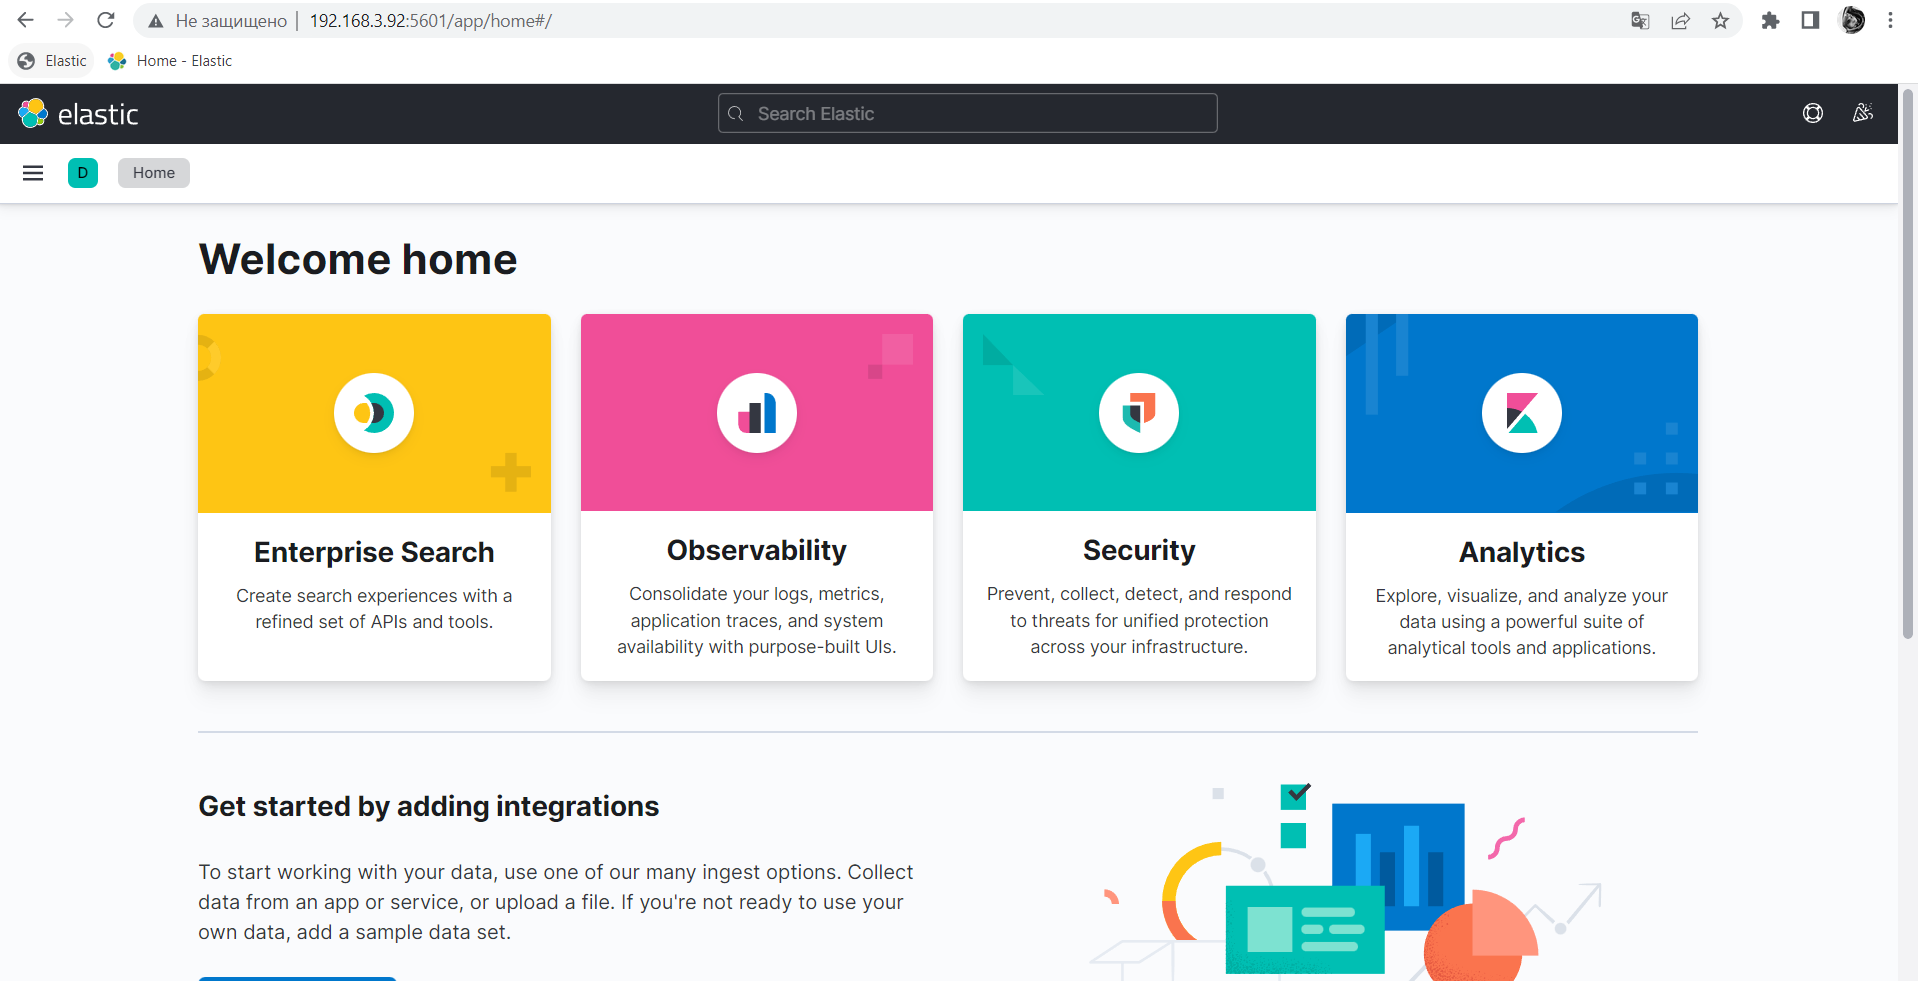 Не защищено | 192.168.3.92:5601/app/home#/
Elastic Home - Elastic
elastic Search Elastic
D Home
Welcome home
Enterprise Search
Create search experiences with a
refined set of APIs and tools.
Observability
Consolidate your logs, metrics,
application traces, and system
availability with purpose-built UIs.
Security
Prevent, collect, detect, and respond
to threats for unified protection
across your infrastructure.
Analytics
Explore, visualize, and analyze your
data using a powerful suite of
analytical tools and applications.
Get started by adding integrations
To start working with your data, use one of our many ingest options. Collect
data from an app or service, or upload a file. If you're not ready to use your
own data, add a sample data set.